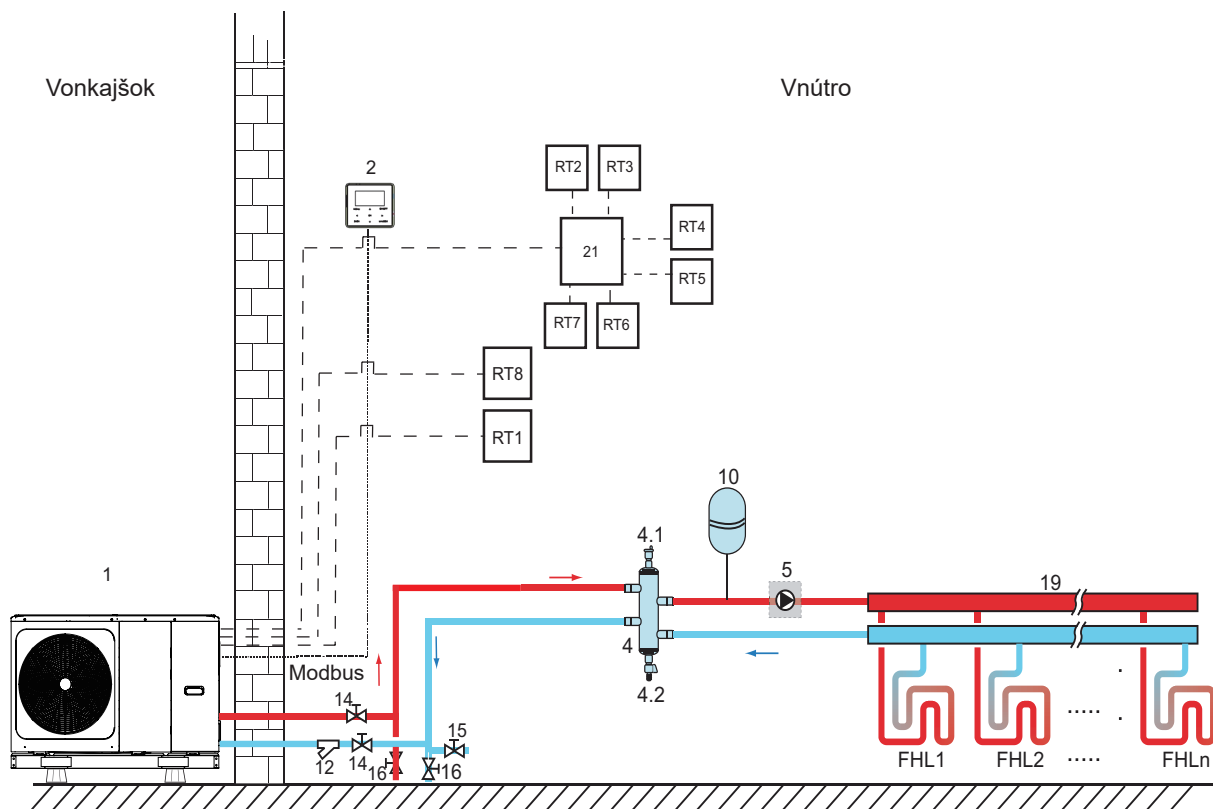 Vonkajšok
Vnútro
2
RT2
RT3
RT4
21
RT5
RT7
RT6
RT8
RT1
10
4.1
1
5
19
4
Modbus
4.2
14
15
12
14
16
16
FHL1
FHL2
.....
.
.
.....
FHLn